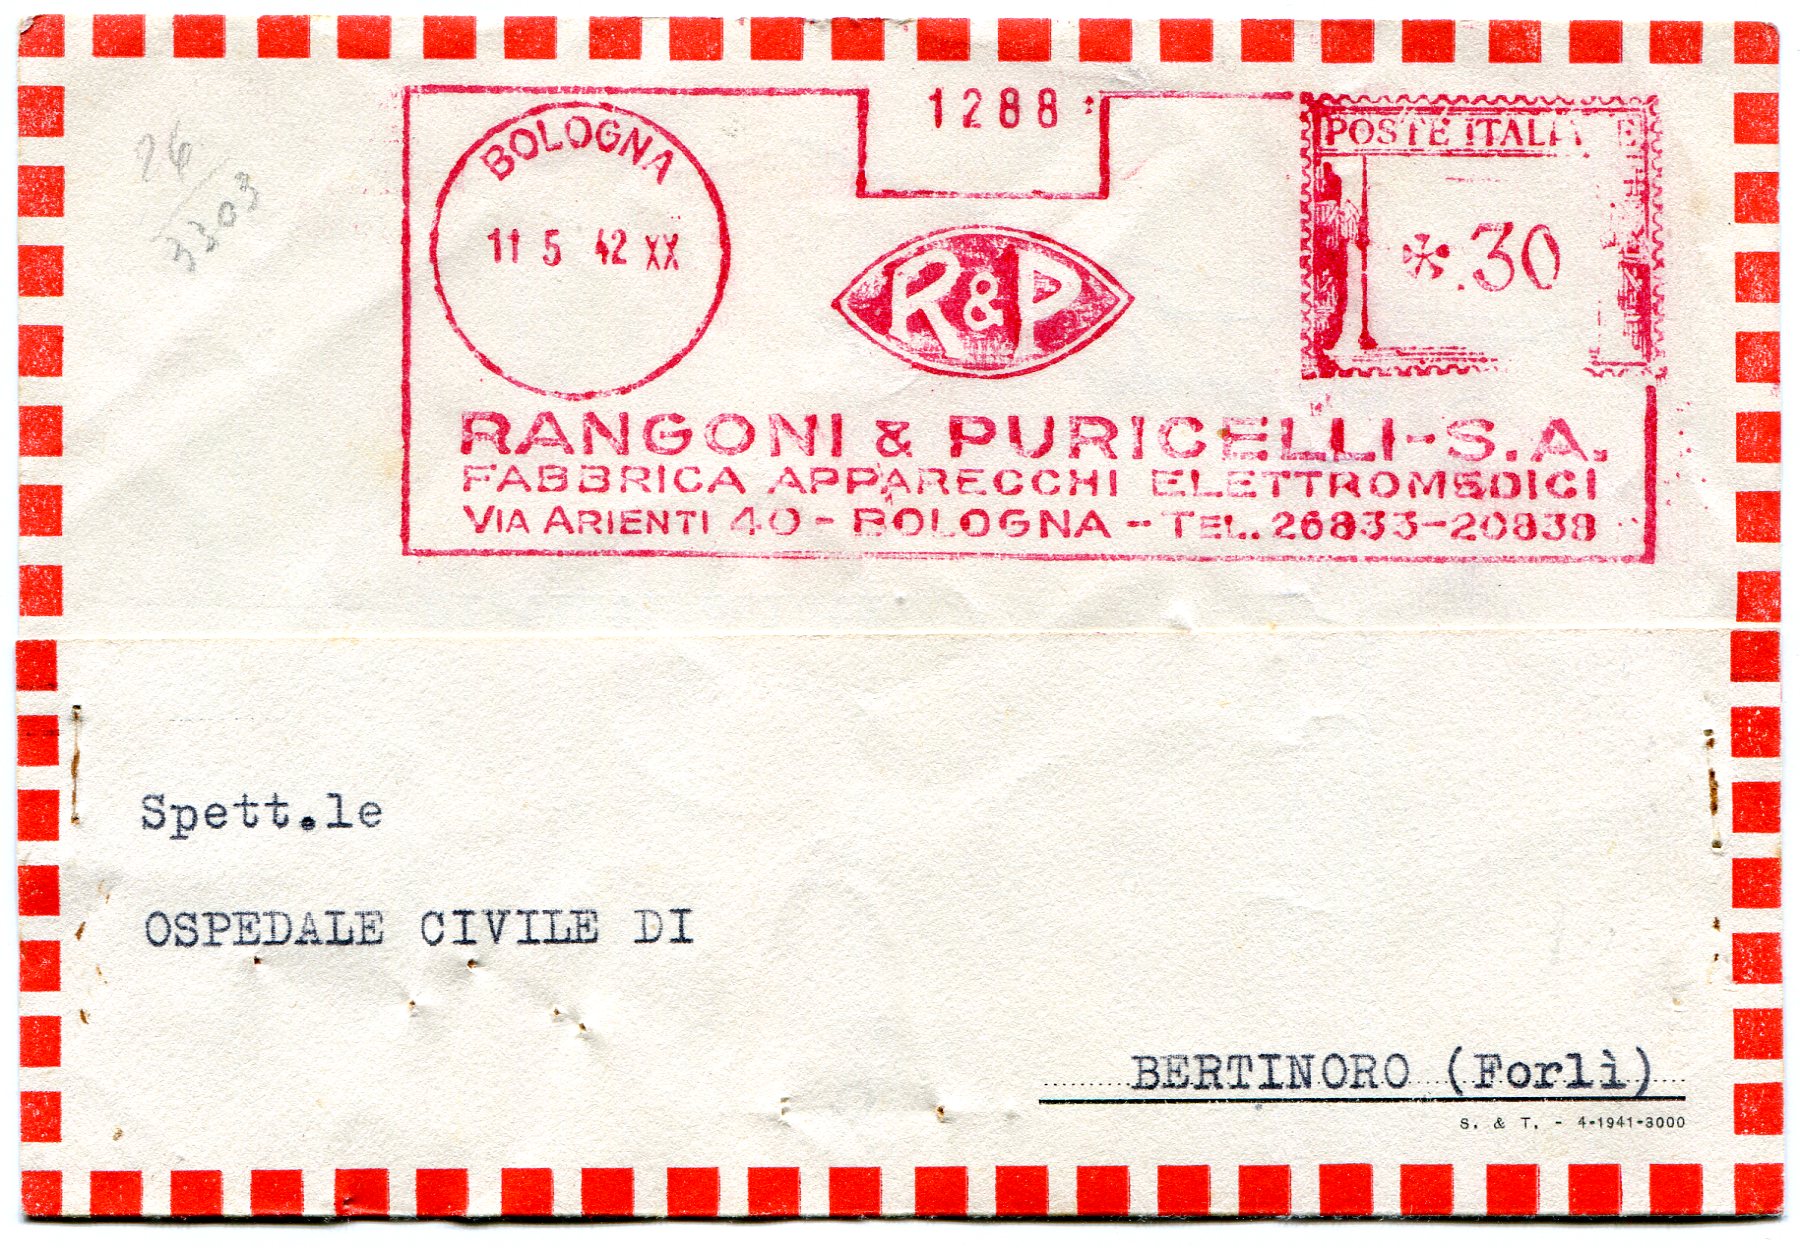 1288
BOLOGNA
11 5 42 XX
POSTE ITALIANE
.30
R&P
RANGONI & PURICELLI-S.A.
FABBRICA APPARECCHI ELETTROMEDICI
VIA ARIENTI 40 - BOLOGNA - TEL. 26833-20838
3303
Spett.le
OSPEDALE CIVILE DI
BERTINORO (Forlì)
S. & T. - 4-1941-3000